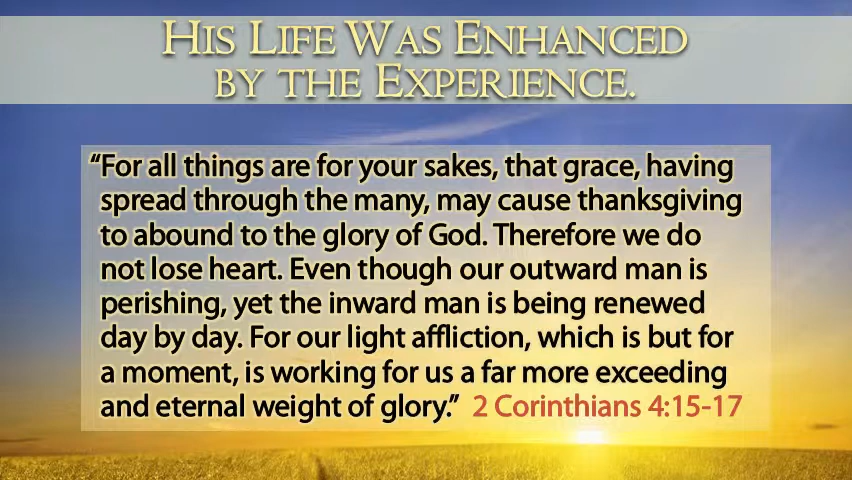 His Life Was Enhanced
by the Experience.
“For all things are for your sakes, that grace, having
spread through the many, may cause thanksgiving
to abound to the glory of God. Therefore we do
not lose heart. Even though our outward man is
perishing, yet the inward man is being renewed
day by day. For our light affliction, which is but for
a moment, is working for us a far more exceeding
and eternal weight of glory.” 2 Corinthians 4:15-17